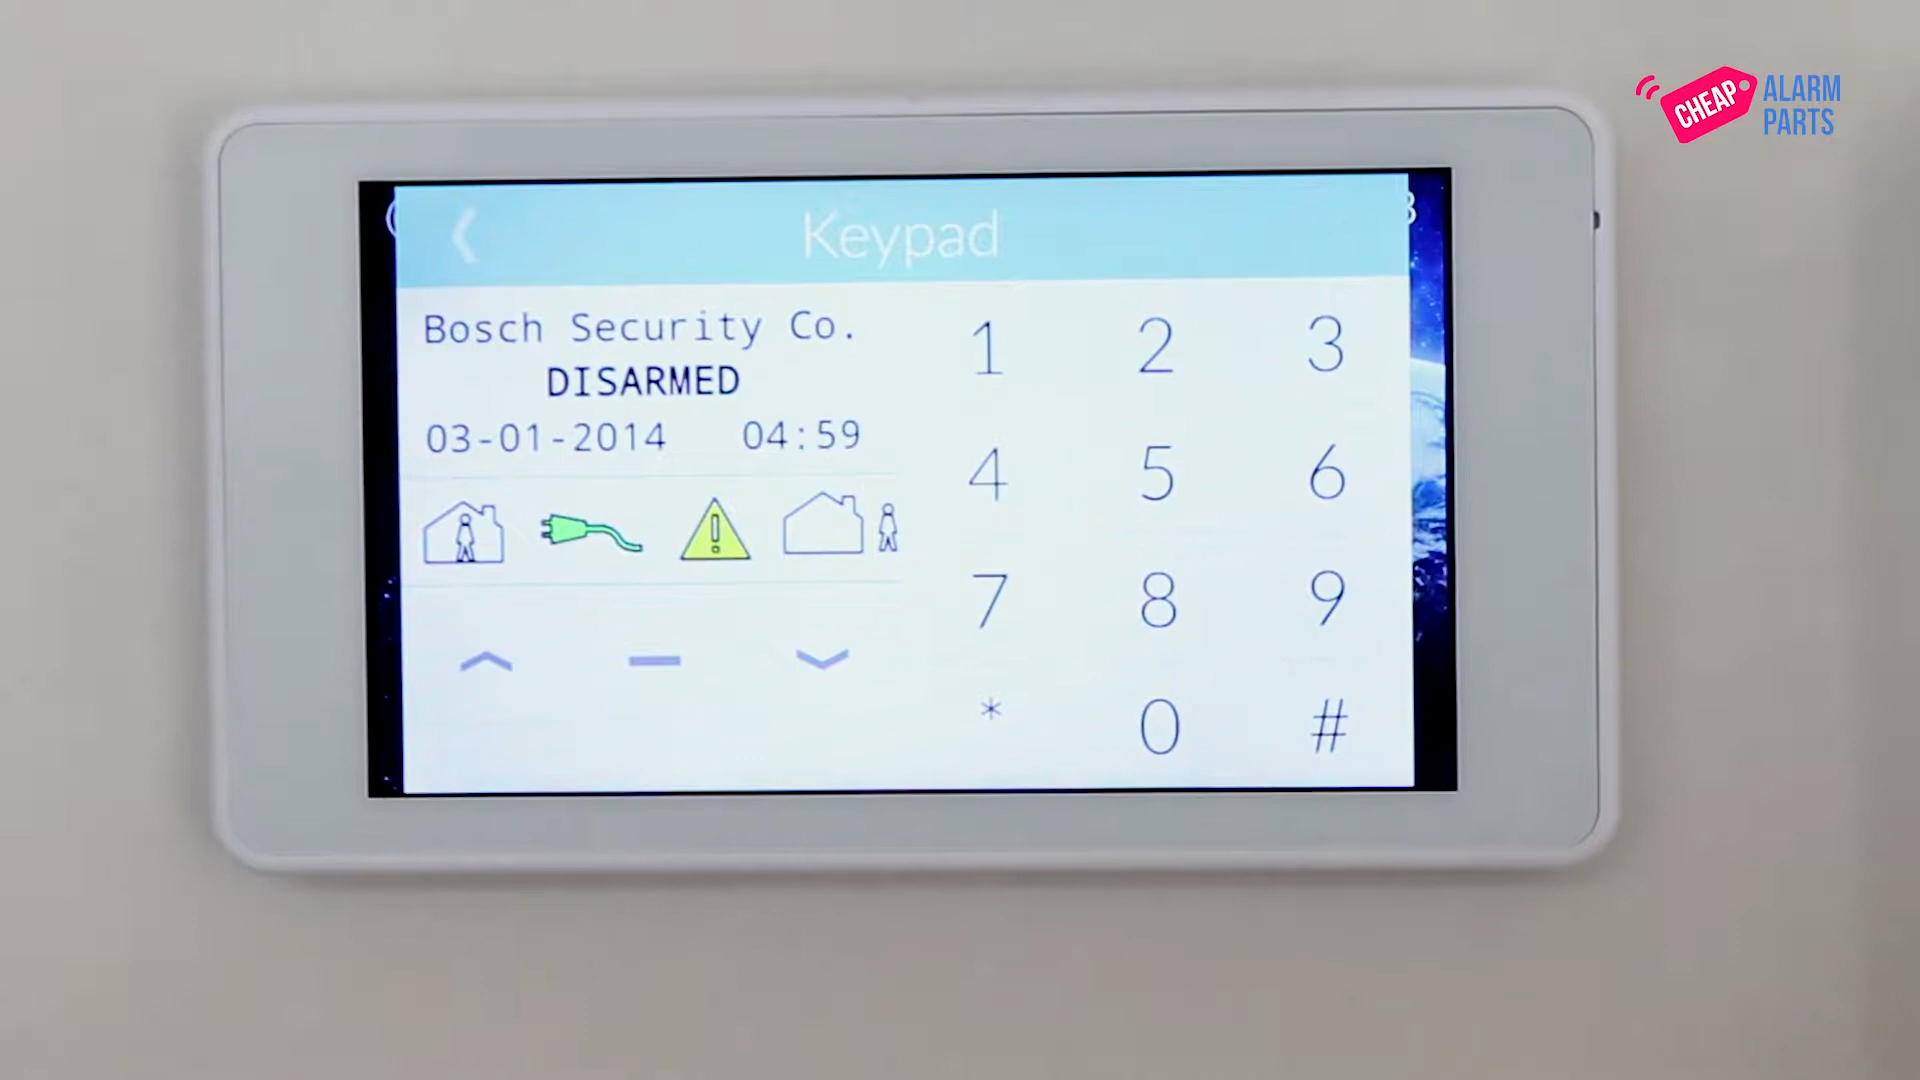 CHEAP
ALARM
PARTS
Keypad
Bosch Security Co.
DISARMED
03-01-2014 04:59
1 2 3
4 5 6
7 8 9
* 0 #